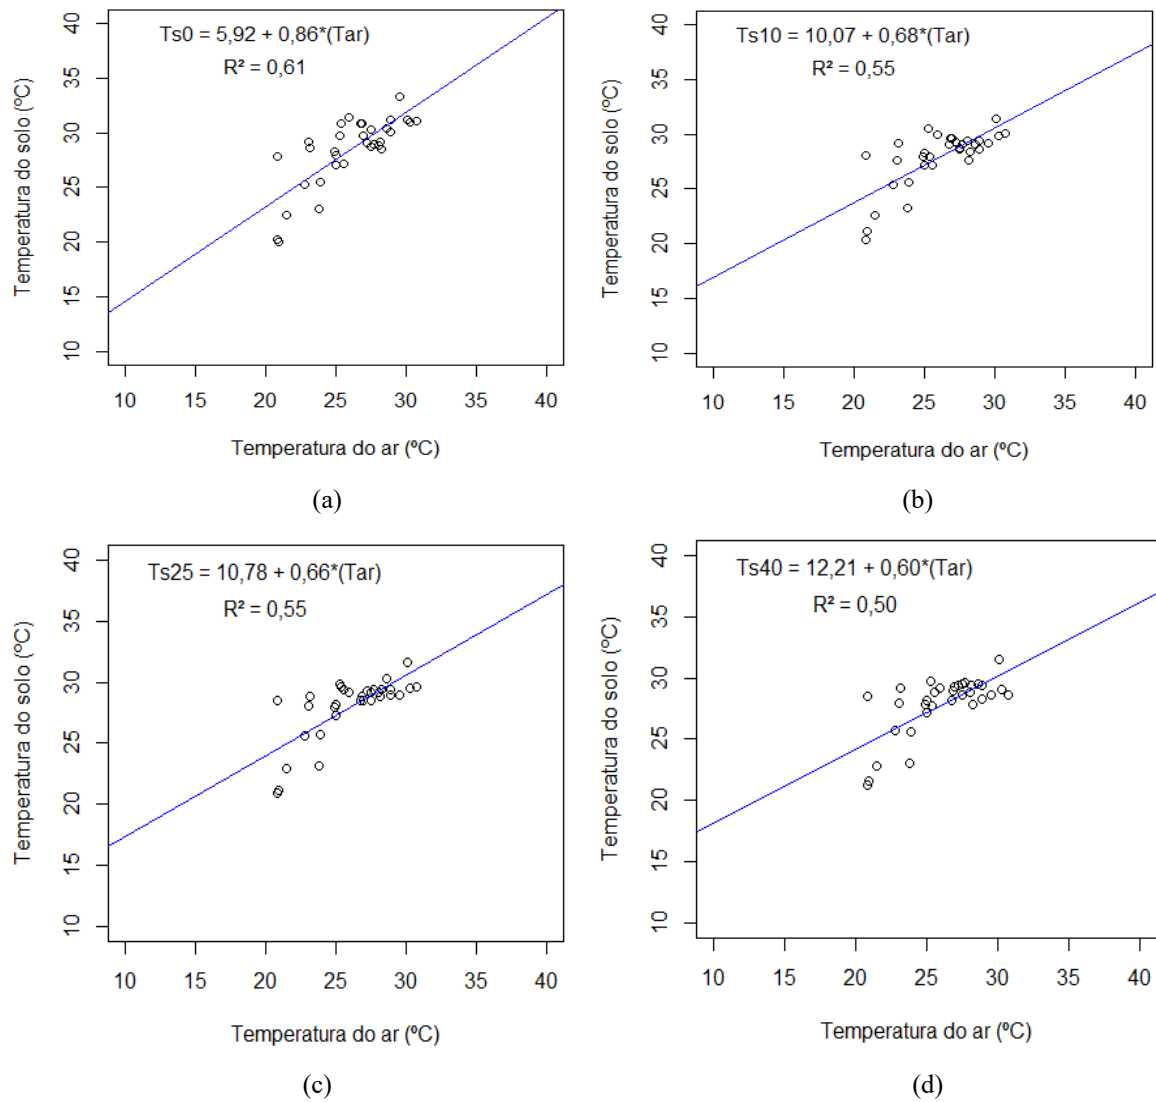 Ts0 = 5,92 + 0,86*(Tar)
R² = 0,61
Temperatura do solo (ºC)
40
35
30
25
20
15
10
10 15 20 25 30 35 40
Temperatura do ar (ºC)
(a)
Ts10 = 10,07 + 0,68*(Tar)
R² = 0,55
Temperatura do solo (ºC)
40
35
30
25
20
15
10
10 15 20 25 30 35 40
Temperatura do ar (ºC)
(b)
Ts25 = 10,78 + 0,66*(Tar)
R² = 0,55
Temperatura do solo (ºC)
40
35
30
25
20
15
10
10 15 20 25 30 35 40
Temperatura do ar (ºC)
(c)
Ts40 = 12,21 + 0,60*(Tar)
R² = 0,50
Temperatura do solo (ºC)
40
35
30
25
20
15
10
10 15 20 25 30 35 40
Temperatura do ar (ºC)
(d)